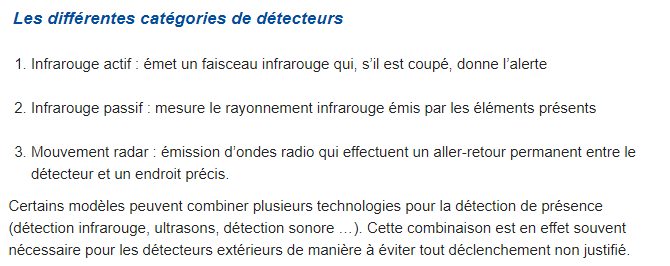 Les différentes catégories de détecteurs
1. Infrarouge actif : émet un faisceau infrarouge qui, s’il est coupé, donne l’alerte
2. Infrarouge passif : mesure le rayonnement infrarouge émis par les éléments présents
3. Mouvement radar : émission d’ondes radio qui effectuent un aller-retour permanent entre le
détecteur et un endroit précis.
Certains modèles peuvent combiner plusieurs technologies pour la détection de présence
(détection infrarouge, ultrasons, détection sonore …). Cette combinaison est en effet souvent
nécessaire pour les détecteurs extérieurs de manière à éviter tout déclenchement non justifié.